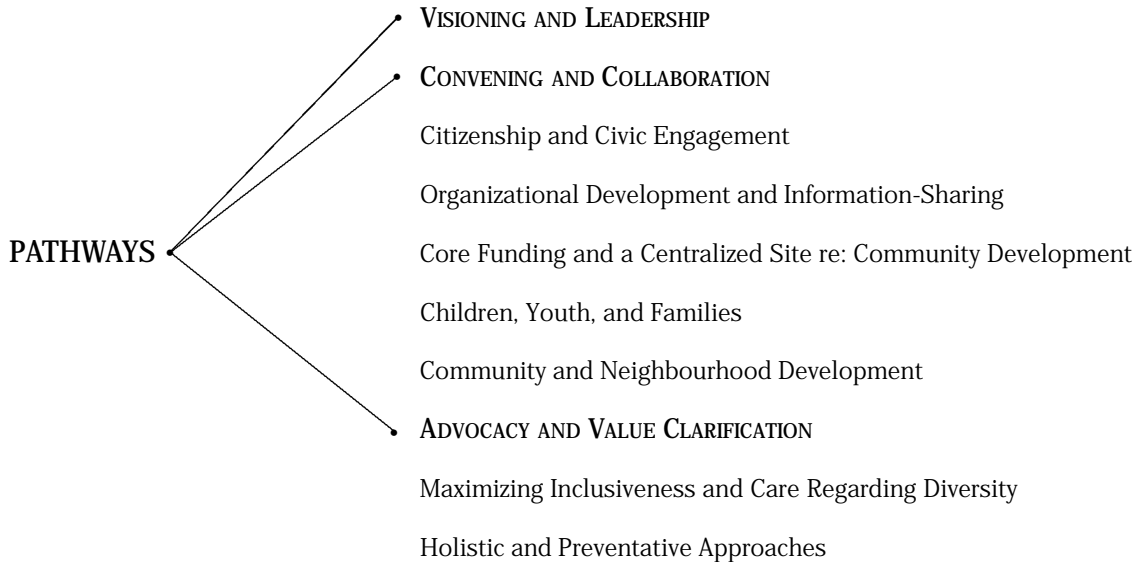 VISIONING AND LEADERSHIP
CONVENING AND COLLABORATION
Citizenship and Civic Engagement
Organizational Development and Information-Sharing
PATHWAYS
Core Funding and a Centralized Site re: Community Development
Children, Youth, and Families
Community and Neighbourhood Development
ADVOCACY AND VALUE CLARIFICATION
Maximizing Inclusiveness and Care Regarding Diversity
Holistic and Preventative Approaches